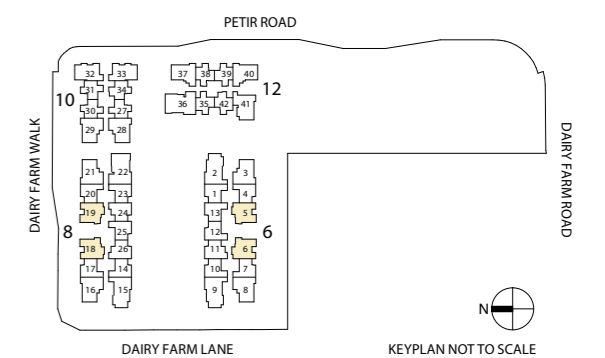 PETIR ROAD
32 33 37 38 39 40
31 34
10 12
30 27 36 35 42 41
29 28
DAIRY FARM WALK
DAIRY FARM ROAD
21 22 2 3
20 23 1 4
19 24 13 5
8 25 12 6
18 26 11 6
17 14 10 7
16 15 9 8
N
DAIRY FARM LANE
KEYPLAN NOT TO SCALE